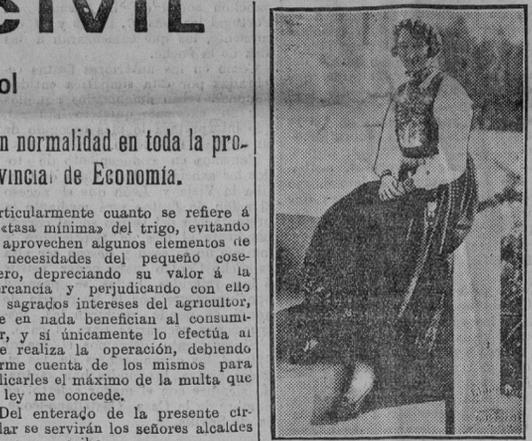 CIVIL
ol
n normalidad en toda la pro-
vincial de Economía.
rticularmente cuanto se refiere á
«tasa mínima» del trigo, evitando
aprovechen algunos elementos de
necesidades del pequeño cose-
ero, depreciando su valor á la
ercancía y perjudicando con ello
sagrados intereses del agricultor,
e en nada benefician al consumi-
r, y sí únicamente lo efectúa al
e realiza la operación, debiendo
rme cuenta de los mismos para
licarles el máximo de la multa que
ley me concede.
Del enterado de la presente cir-
lar se servirán los señores alcaldes